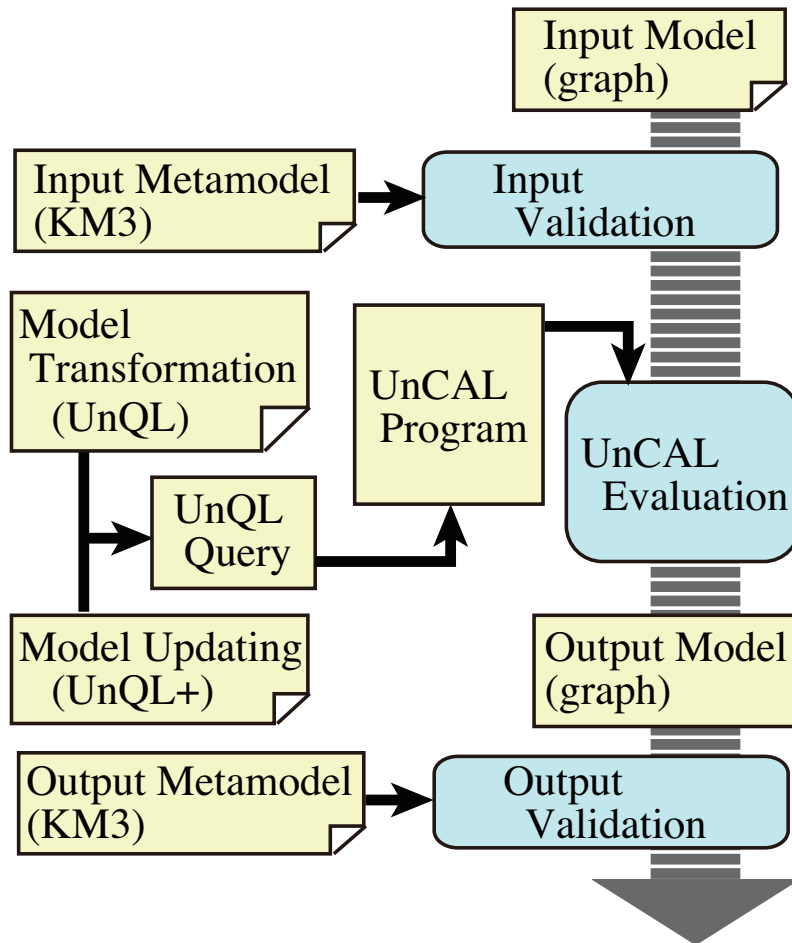 Input Model
(graph)
Input Metamodel
(KM3)
Input
Validation
Model
Transformation
(UnQL)
UnCAL
Program
UnCAL
Evaluation
UnQL
Query
Model Updating
(UnQL+)
Output Model
(graph)
Output Metamodel
(KM3)
Output
Validation